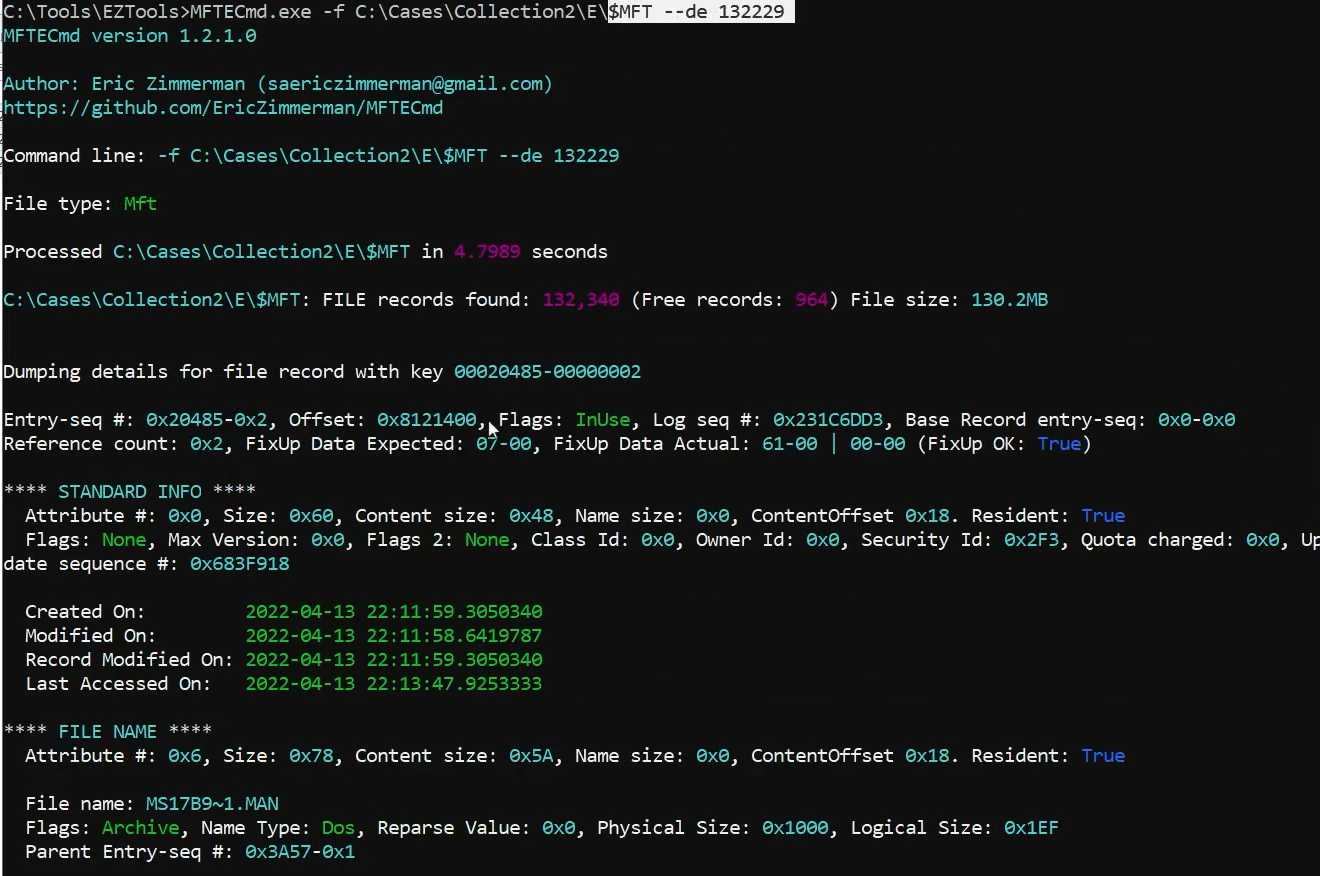 C:\Tools\EZTools>MFTECmd.exe -f C:\Cases\Collection2\E\$MFT --de 132229
MFTECmd version 1.2.1.0
Author: Eric Zimmerman (saericzimmerman@gmail.com)
https://github.com/EricZimmerman/MFTECmd
Command line: -f C:\Cases\Collection2\E\$MFT --de 132229
File type: Mft
Processed C:\Cases\Collection2\E\$MFT in 4.7989 seconds
C:\Cases\Collection2\E\$MFT: FILE records found: 132,340 (Free records: 964) File size: 130.2MB
Dumping details for file record with key 00020485-00000002
Entry-seq #: 0x20485-0x2, Offset: 0x8121400, Flags: InUse, Log seq #: 0x231C6DD3, Base Record entry-seq: 0x0-0x0
Reference count: 0x2, FixUp Data Expected: 07-00, FixUp Data Actual: 61-00 | 00-00 (FixUp OK: True)
**** STANDARD INFO ****
Attribute #: 0x0, Size: 0x60, Content size: 0x48, Name size: 0x0, ContentOffset 0x18. Resident: True
Flags: None, Max Version: 0x0, Flags 2: None, Class Id: 0x0, Owner Id: 0x0, Security Id: 0x2F3, Quota charged: 0x0, Up
date sequence #: 0x683F918
Created On: 2022-04-13 22:11:59.3050340
Modified On: 2022-04-13 22:11:58.6419787
Record Modified On: 2022-04-13 22:11:59.3050340
Last Accessed On: 2022-04-13 22:13:47.9253333
**** FILE NAME ****
Attribute #: 0x6, Size: 0x78, Content size: 0x5A, Name size: 0x0, ContentOffset 0x18. Resident: True
File name: MS17B9~1.MAN
Flags: Archive, Name Type: Dos, Reparse Value: 0x0, Physical Size: 0x1000, Logical Size: 0x1EF
Parent Entry-seq #: 0x3A57-0x1